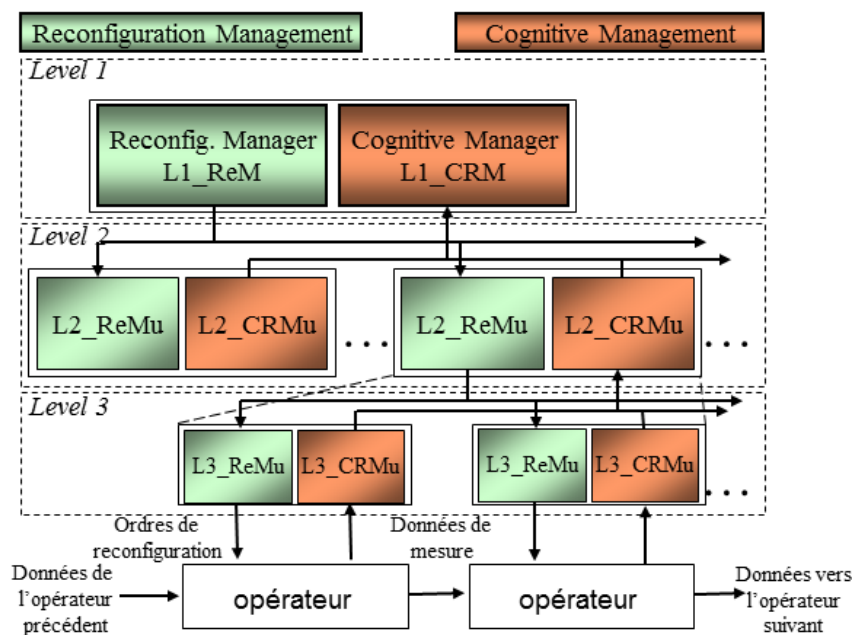 Reconfiguration Management
Cognitive Management
Level 1
Reconfig. Manager
L1_ReM
Cognitive Manager
L1_CRM
Level 2
L2_ReMu
L2_CRMu
...
L2_ReMu
L2_CRMu
...
Level 3
L3_ReMu
L3_CRMu
L3_ReMu
L3_CRMu
...
Ordres de
reconfiguration
Données de
mesure
Données de
l’opérateur
précédent
opérateur
opérateur
Données vers
l’opérateur
suivant